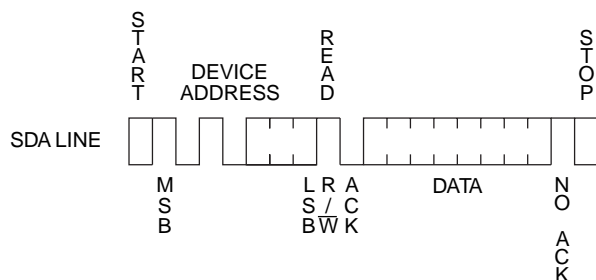 START
DEVICE
ADDRESS
READ
STOP
SDA LINE
MSB
LSB
R/W
ACK
DATA
NO ACK